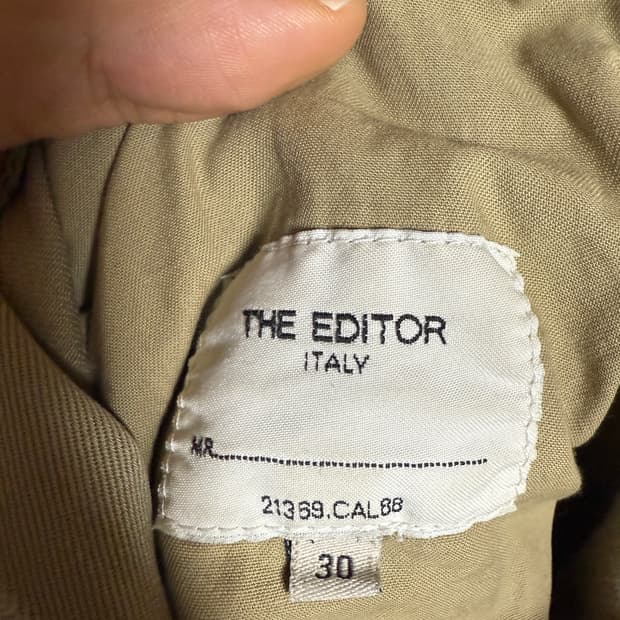 THE EDITOR
ITALY
MR.
21369.CAL88
30